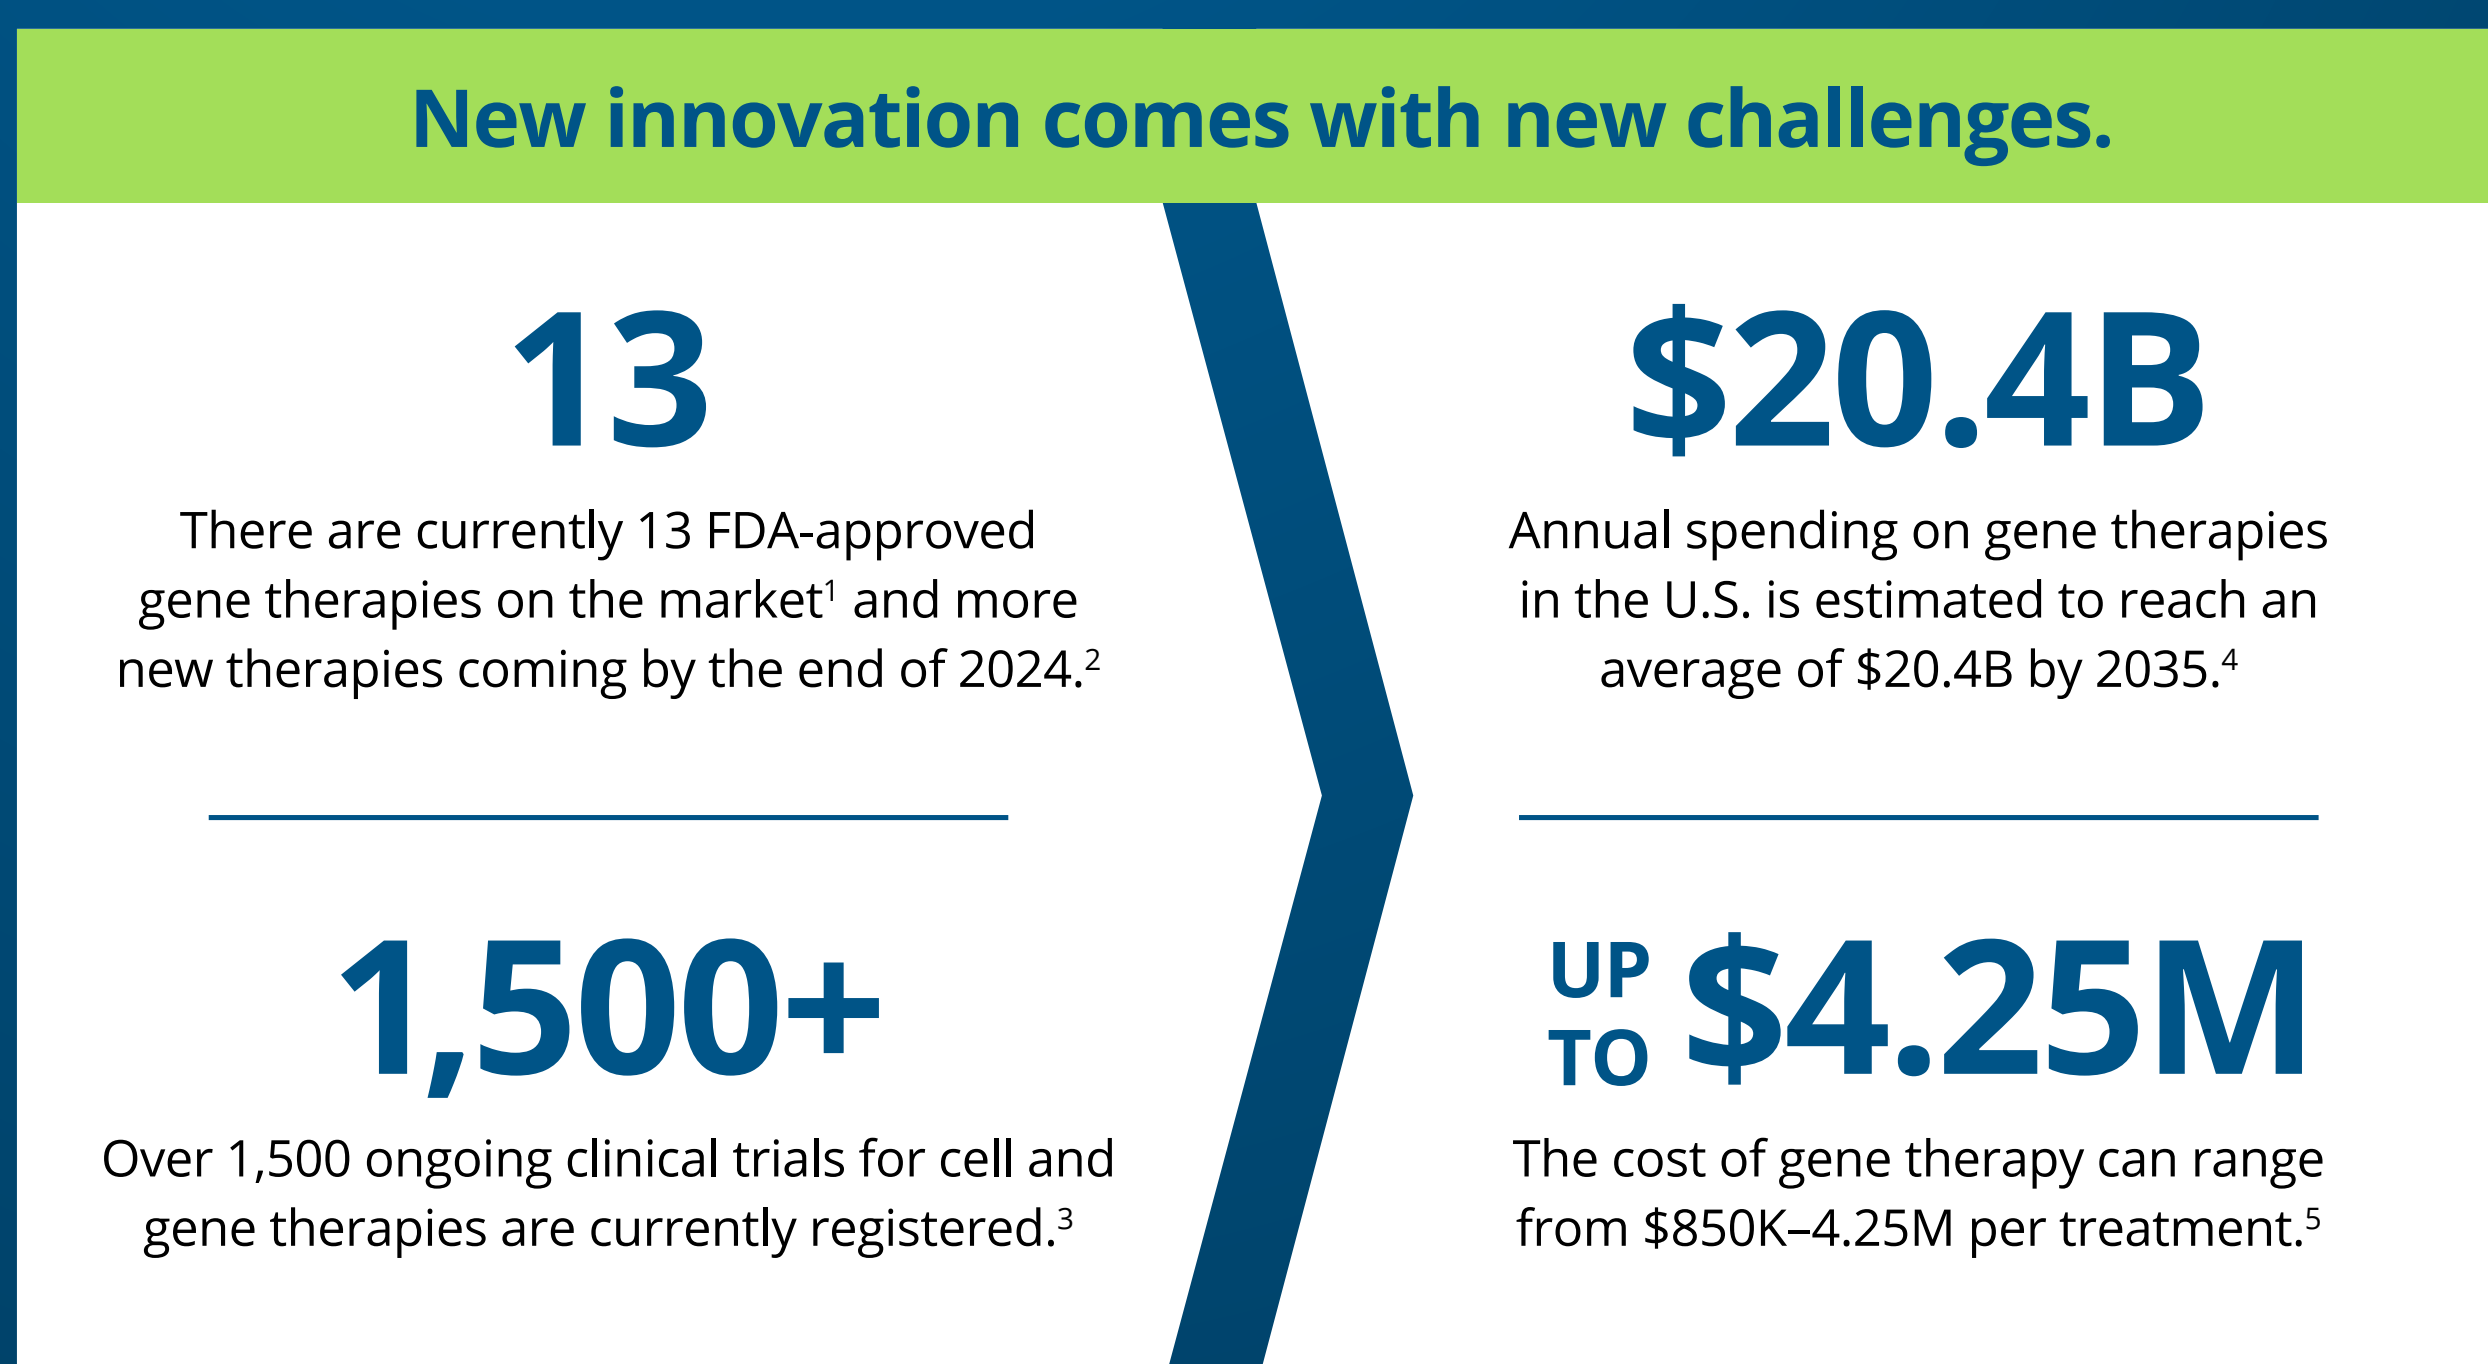 New innovation comes with new challenges.
13
There are currently 13 FDA-approved
gene therapies on the market¹ and more
new therapies coming by the end of 2024.²
1,500+
Over 1,500 ongoing clinical trials for cell and
gene therapies are currently registered.³
$20.4B
Annual spending on gene therapies
in the U.S. is estimated to reach an
average of $20.4B by 2035.⁴
UP TO $4.25M
The cost of gene therapy can range
from $850K–4.25M per treatment.⁵